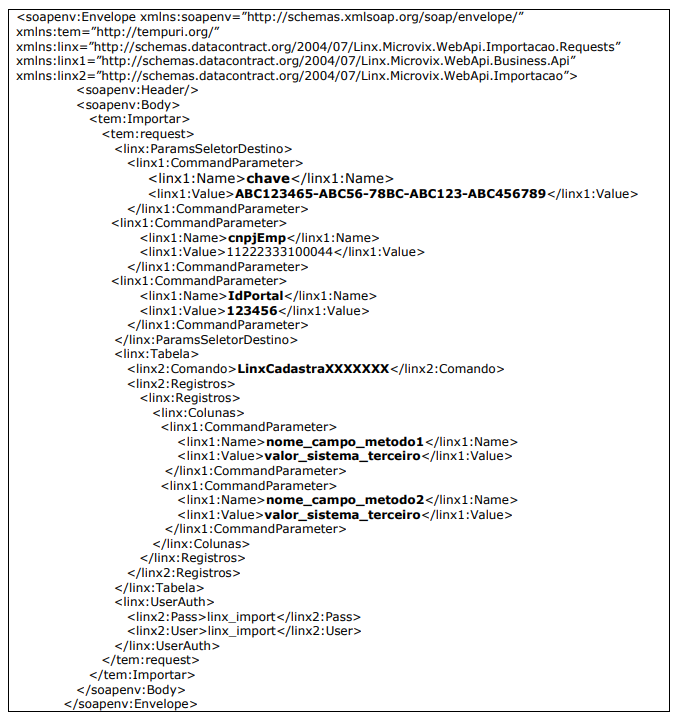 <soapenv:Envelope xmlns:soapenv=”http://schemas.xmlsoap.org/soap/envelope/”
xmlns:tem=”http://tempuri.org/”
xmlns:linx=”http://schemas.datacontract.org/2004/07/Linx.Microvix.WebApi.Importacao.Requests”
xmlns:linx1=”http://schemas.datacontract.org/2004/07/Linx.Microvix.WebApi.Business.Api”
xmlns:linx2=”http://schemas.datacontract.org/2004/07/Linx.Microvix.WebApi.Importacao”>
<soapenv:Header/>
<soapenv:Body>
<tem:Importar>
<tem:request>
<linx:ParamsSeletorDestino>
<linx1:CommandParameter>
<linx1:Name>chave</linx1:Name>
<linx1:Value>ABC123465-ABC56-78BC-ABC123-ABC456789</linx1:Value>
</linx1:CommandParameter>
<linx1:CommandParameter>
<linx1:Name>cnpjEmp</linx1:Name>
<linx1:Value>11222333100044</linx1:Value>
</linx1:CommandParameter>
<linx1:CommandParameter>
<linx1:Name>IdPortal</linx1:Name>
<linx1:Value>123456</linx1:Value>
</linx1:CommandParameter>
</linx:ParamsSeletorDestino>
<linx:Tabela>
<linx2:Comando>LinxCadastraXXXXXXX</linx2:Comando>
<linx2:Registros>
<linx:Registros>
<linx:Colunas>
<linx1:CommandParameter>
<linx1:Name>nome_campo_metodo1</linx1:Name>
<linx1:Value>valor_sistema_terceiro</linx1:Value>
</linx1:CommandParameter>
<linx1:CommandParameter>
<linx1:Name>nome_campo_metodo2</linx1:Name>
<linx1:Value>valor_sistema_terceiro</linx1:Value>
</linx1:CommandParameter>
</linx:Colunas>
</linx:Registros>
</linx2:Registros>
</linx:Tabela>
<linx:UserAuth>
<linx2:Pass>linx_import</linx2:Pass>
<linx2:User>linx_import</linx2:User>
</linx:UserAuth>
</tem:request>
</tem:Importar>
</soapenv:Body>
</soapenv:Envelope>